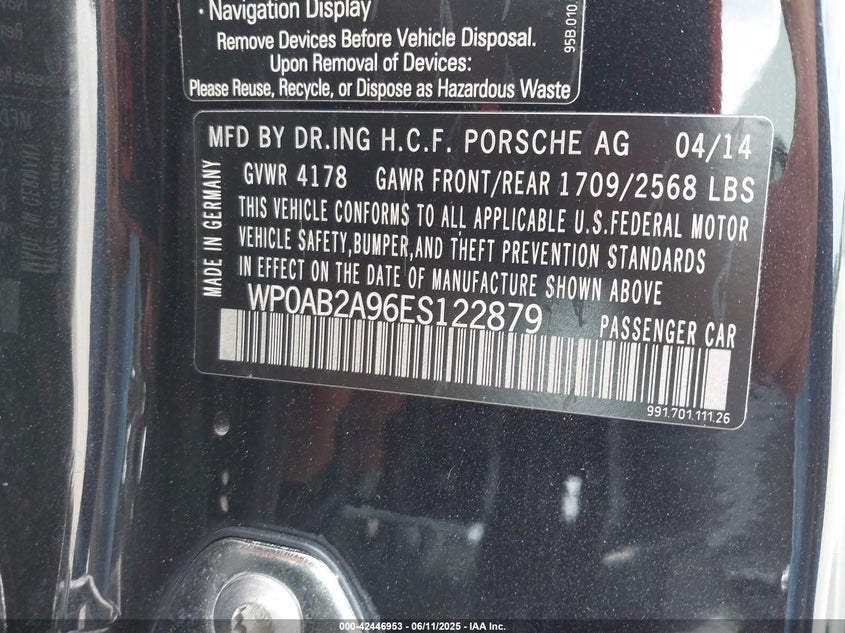 • Navigation Display
Remove Devices Before Vehicle Disposal.
Upon Removal of Devices:
Please Reuse, Recycle, or Dispose as Hazardous Waste
95B.010.
MFD BY DR.ING H.C.F. PORSCHE AG 04/14
GVWR 4178 GAWR FRONT/REAR 1709/2568 LBS
THIS VEHICLE CONFORMS TO ALL APPLICABLE U.S.FEDERAL MOTOR
VEHICLE SAFETY,BUMPER,AND THEFT PREVENTION STANDARDS
IN EFFECT ON THE DATE OF MANUFACTURE SHOWN ABOVE
MADE IN GERMANY
WP0AB2A96ES122879 PASSENGER CAR
991.701.111.26
000-42446953 - 06/11/2025 - IAA Inc.